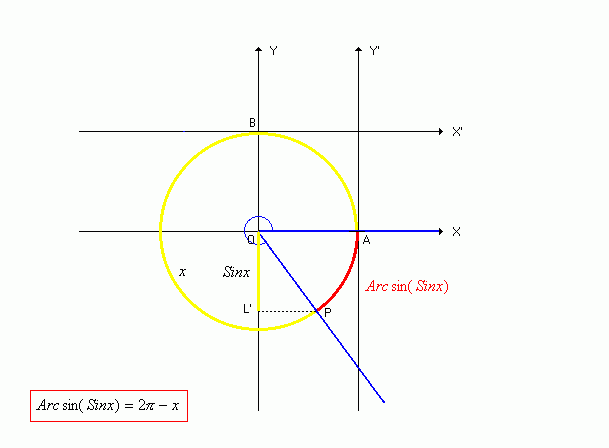 Y
Y'
B
X'
O
A
X
x
Sinx
Arc sin( Sinx)
L'
P
Arc sin( Sinx) = 2π − x